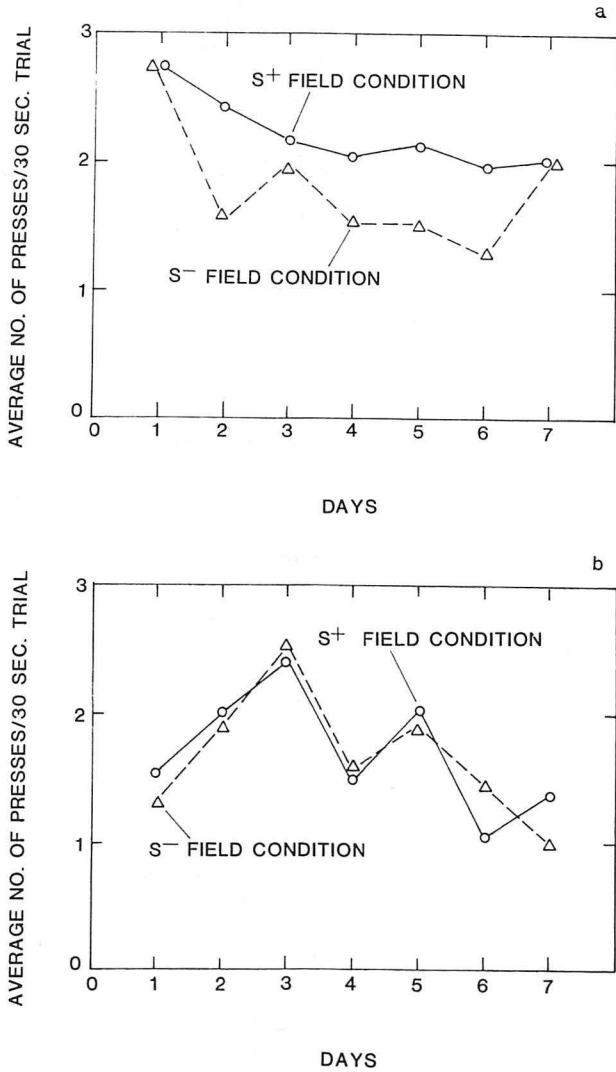 a
3
S+ FIELD CONDITION
2
S− FIELD CONDITION
1
0
0 1 2 3 4 5 6 7
AVERAGE NO. OF PRESSES/30 SEC. TRIAL
DAYS
b
3
S+ FIELD CONDITION
2
1
S− FIELD CONDITION
0
0 1 2 3 4 5 6 7
AVERAGE NO. OF PRESSES/30 SEC. TRIAL
DAYS